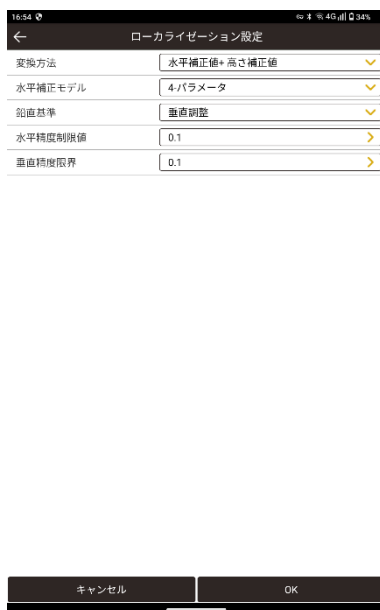 16:54 4G 34%
ローカライゼーション設定
変換方法 水平補正値+ 高さ補正値
水平補正モデル 4-パラメータ
鉛直基準 垂直調整
水平精度制限値 0.1
垂直精度限界 0.1
キャンセル OK